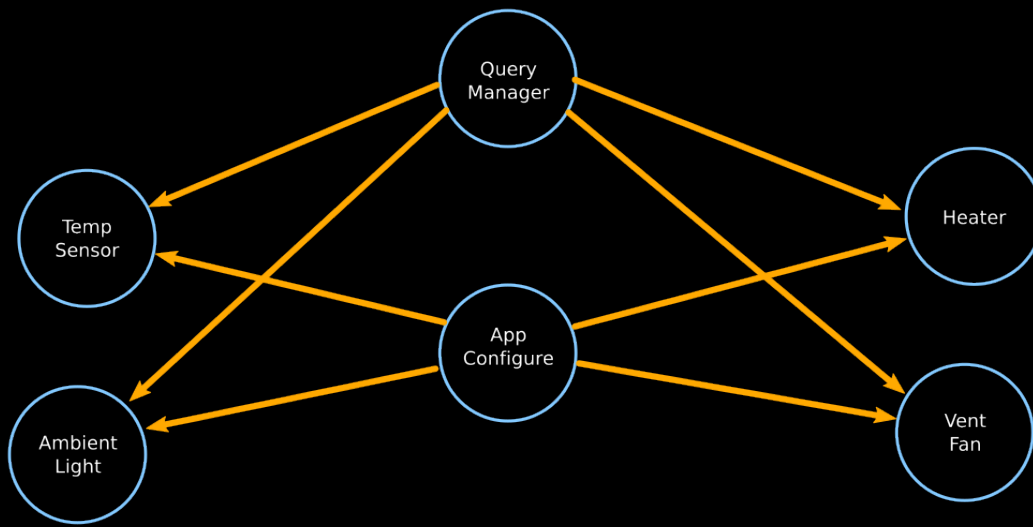 Query
Manager
Temp
Sensor
Heater
App
Configure
Ambient
Light
Vent
Fan